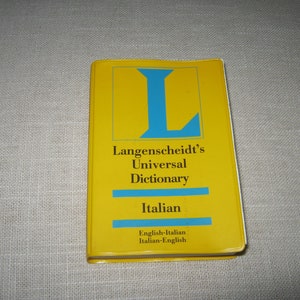 L
Langenscheidt's
Universal
Dictionary
Italian
English-Italian
Italian-English